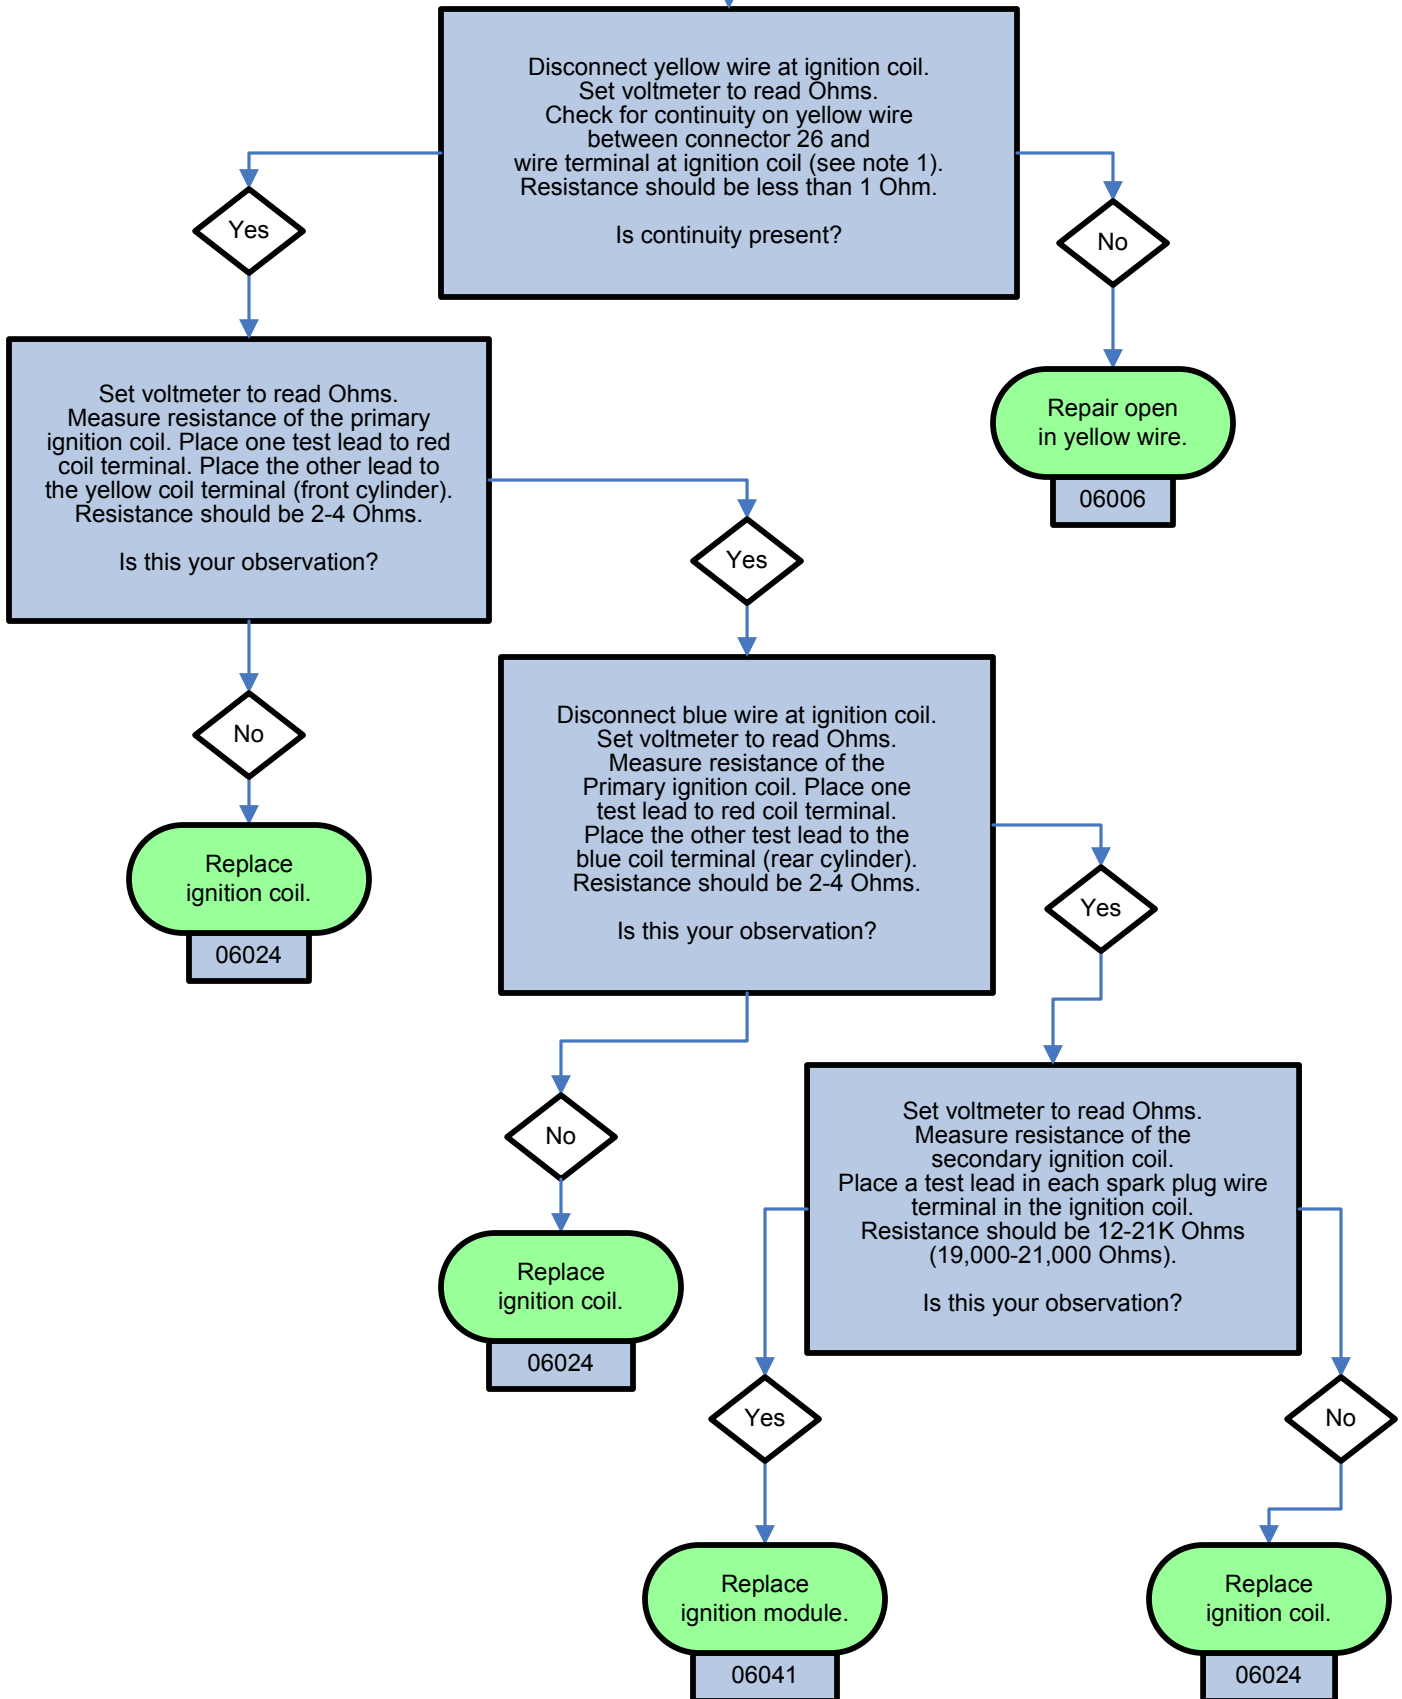 Disconnect yellow wire at ignition coil.
Set voltmeter to read Ohms.
Check for continuity on yellow wire
between connector 26 and
wire terminal at ignition coil (see note 1).
Resistance should be less than 1 Ohm.
Is continuity present?
Yes
No
Set voltmeter to read Ohms.
Measure resistance of the primary
ignition coil. Place one test lead to red
coil terminal. Place the other lead to
the yellow coil terminal (front cylinder).
Resistance should be 2-4 Ohms.
Is this your observation?
Repair open
in yellow wire.
06006
Yes
No
Disconnect blue wire at ignition coil.
Set voltmeter to read Ohms.
Measure resistance of the
Primary ignition coil. Place one
test lead to red coil terminal.
Place the other test lead to the
blue coil terminal (rear cylinder).
Resistance should be 2-4 Ohms.
Is this your observation?
Replace
ignition coil.
06024
Yes
No
Set voltmeter to read Ohms.
Measure resistance of the
secondary ignition coil.
Place a test lead in each spark plug wire
terminal in the ignition coil.
Resistance should be 12-21K Ohms
(19,000-21,000 Ohms).
Is this your observation?
Replace
ignition coil.
06024
Yes
No
Replace
ignition module.
06041
Replace
ignition coil.
06024